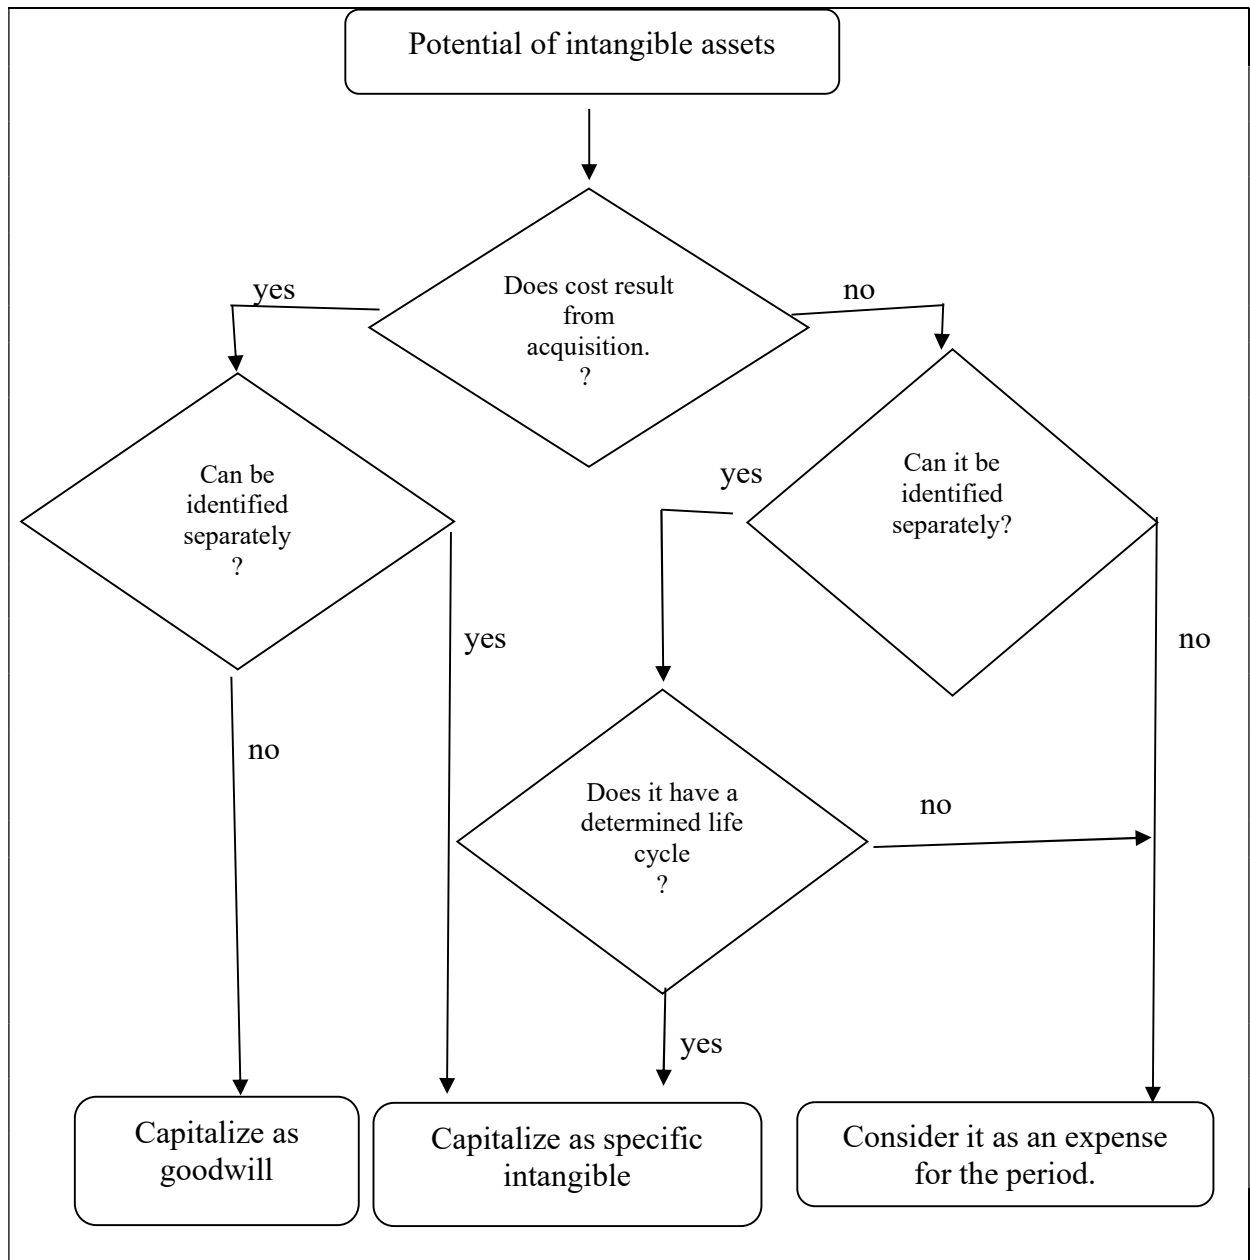 Potential of intangible assets
Does cost result
from
acquisition.
?
yes
no
Can be
identified
separately
?
Can it be
identified
separately?
yes
yes
no
no
Does it have a
determined life
cycle
?
no
yes
Capitalize as
goodwill
Capitalize as specific
intangible
Consider it as an expense
for the period.